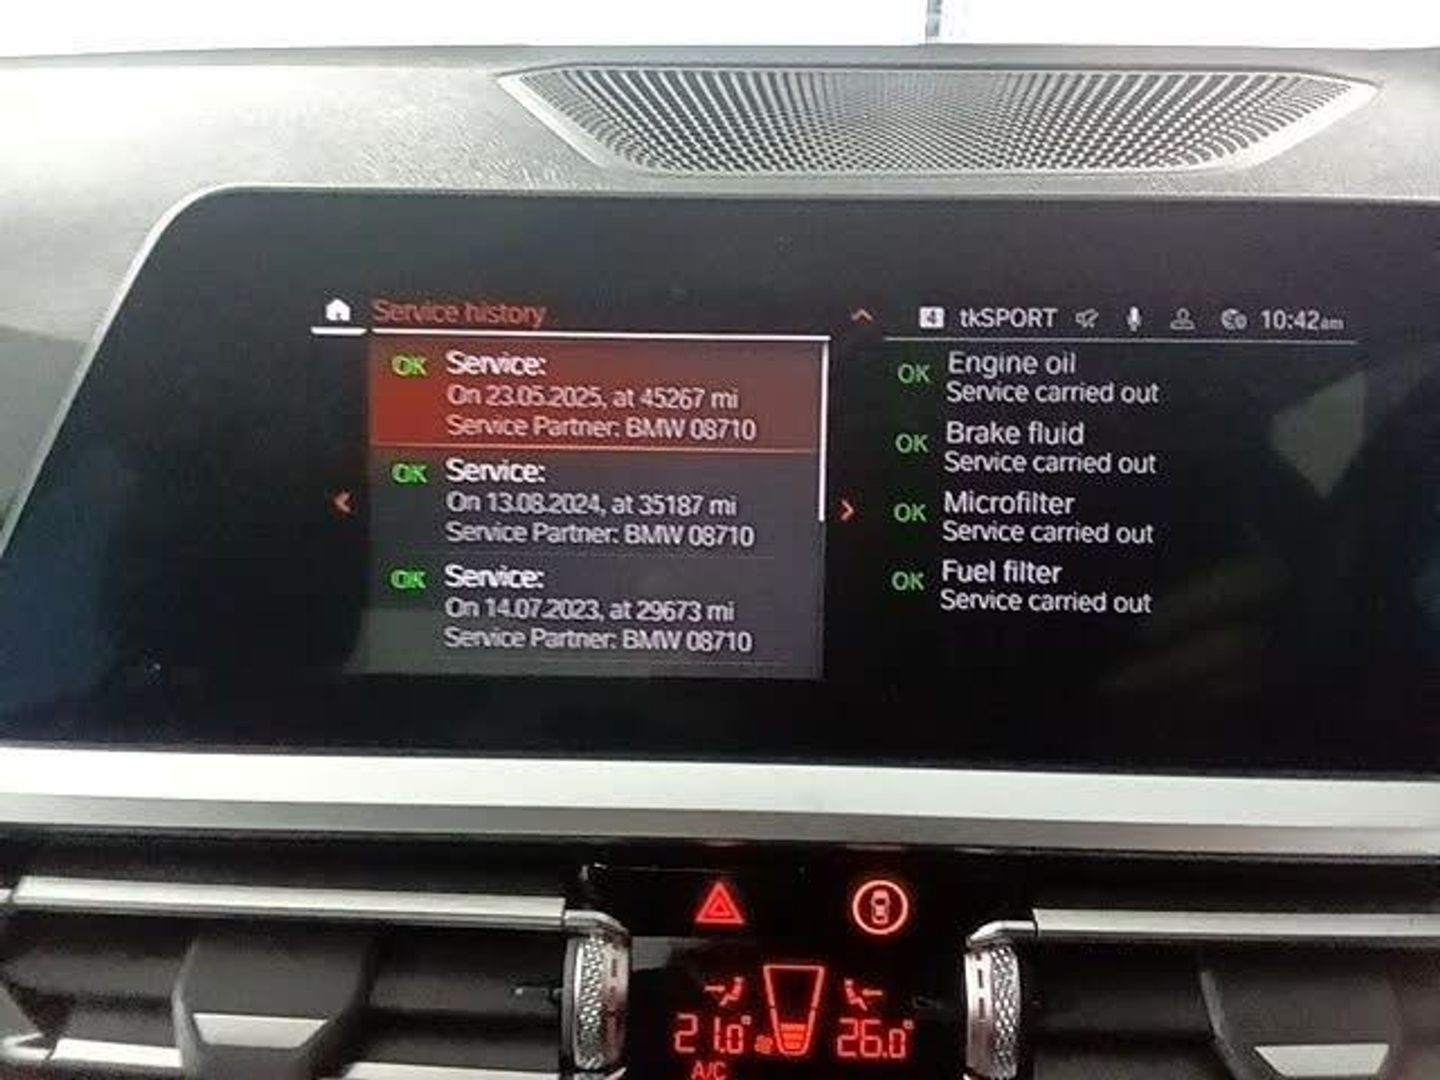 Service history
4 tkSPORT 10:42am
OK Service:
On 23.05.2025, at 45267 mi
Service Partner: BMW 08710
OK Service:
On 13.08.2024, at 35187 mi
Service Partner: BMW 08710
OK Service:
On 14.07.2023, at 29673 mi
Service Partner: BMW 08710
OK Engine oil
Service carried out
OK Brake fluid
Service carried out
OK Microfilter
Service carried out
OK Fuel filter
Service carried out
21.0° 26.0°
A/C